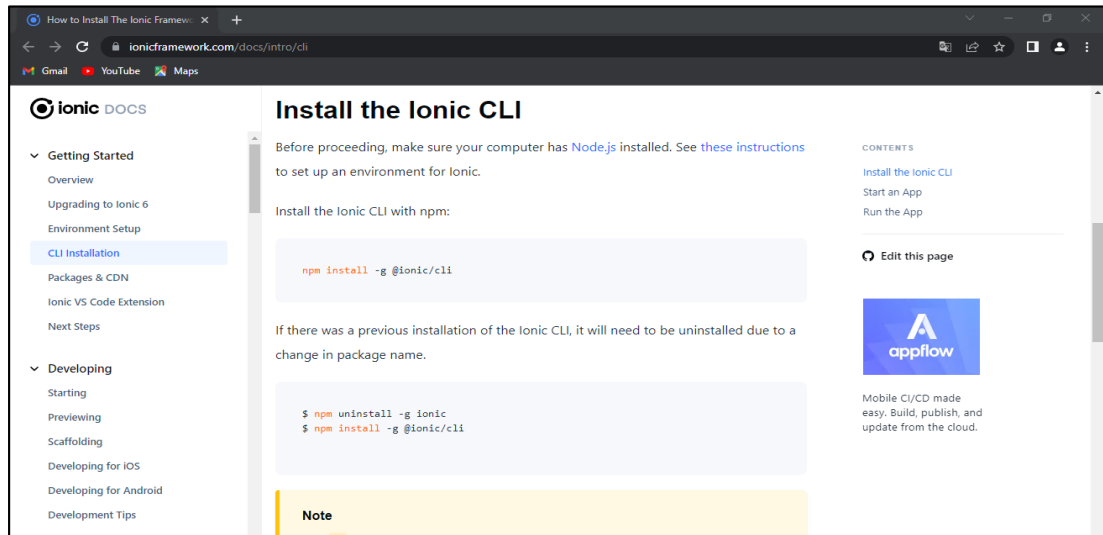 How to Install The Ionic Framewo
ionicframework.com/docs/intro/cli
Gmail YouTube Maps
ionic DOCS
Getting Started
Overview
Upgrading to Ionic 6
Environment Setup
CLI Installation
Packages & CDN
Ionic VS Code Extension
Next Steps
Developing
Starting
Previewing
Scaffolding
Developing for iOS
Developing for Android
Development Tips
Install the Ionic CLI
Before proceeding, make sure your computer has Node.js installed. See these instructions
to set up an environment for Ionic.
Install the Ionic CLI with npm:
npm install -g @ionic/cli
If there was a previous installation of the Ionic CLI, it will need to be uninstalled due to a
change in package name.
$ npm uninstall -g ionic
$ npm install -g @ionic/cli
Note
CONTENTS
Install the Ionic CLI
Start an App
Run the App
Edit this page
appflow
Mobile CI/CD made
easy. Build, publish, and
update from the cloud.